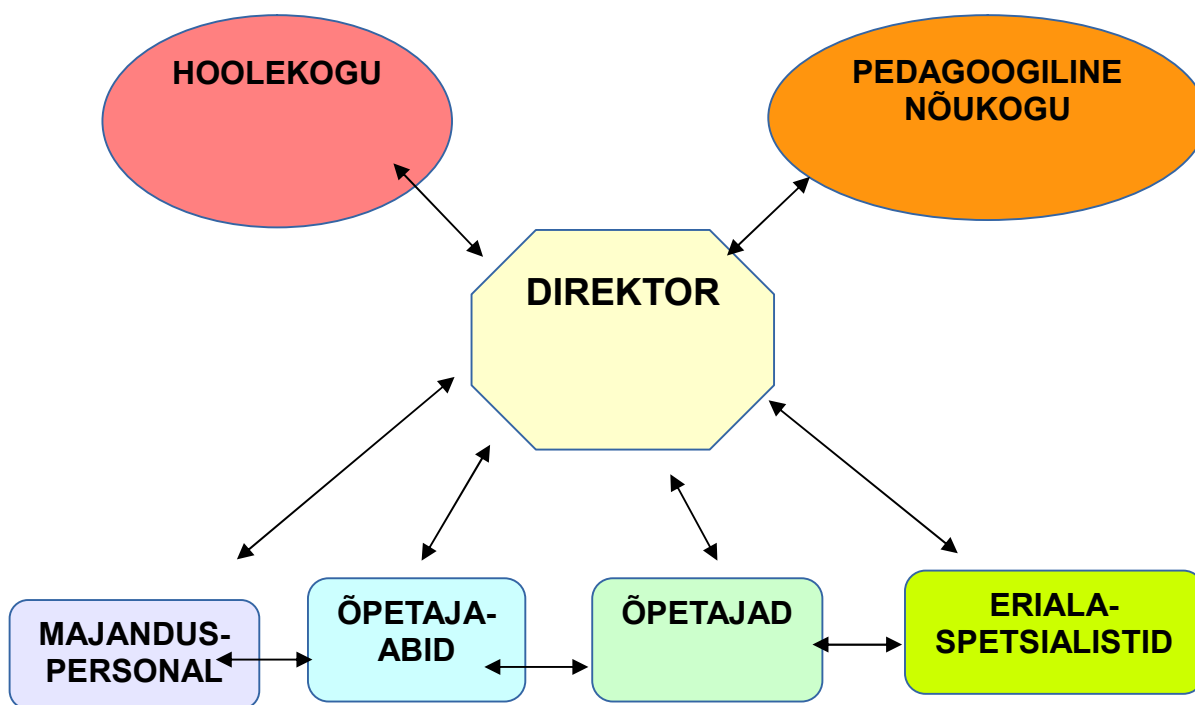 HOOLEKOGU
PEDAGOOGILINE
NÕUKOGU
DIREKTOR
MAJANDUS-
PERSONAL
ÕPETAJA-
ABID
ÕPETAJAD
ERIALA-
SPETSIALISTID